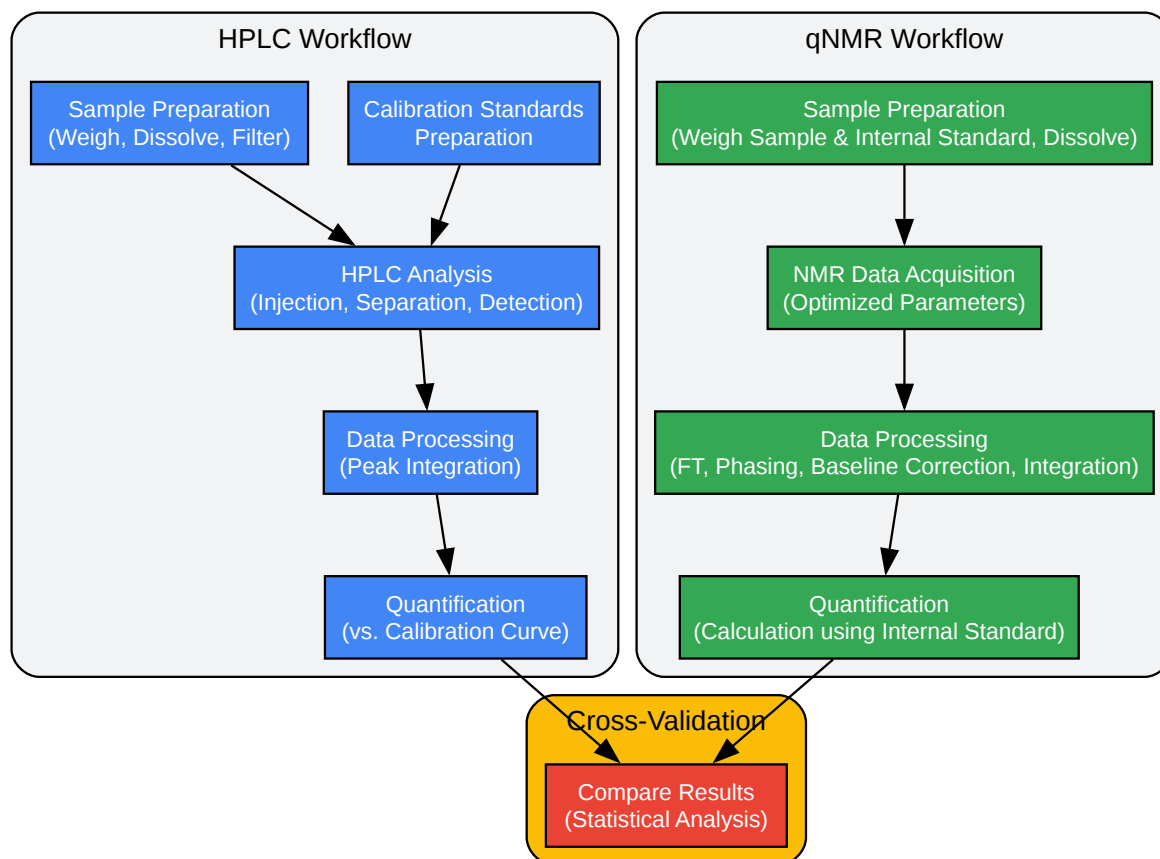 HPLC Workflow
Sample Preparation
(Weigh, Dissolve, Filter)
Calibration Standards
Preparation
HPLC Analysis
(Injection, Separation, Detection)
Data Processing
(Peak Integration)
Quantification
(vs. Calibration Curve)
qNMR Workflow
Sample Preparation
(Weigh Sample & Internal Standard, Dissolve)
NMR Data Acquisition
(Optimized Parameters)
Data Processing
(FT, Phasing, Baseline Correction, Integration)
Quantification
(Calculation using Internal Standard)
Cross-Validation
Compare Results
(Statistical Analysis)